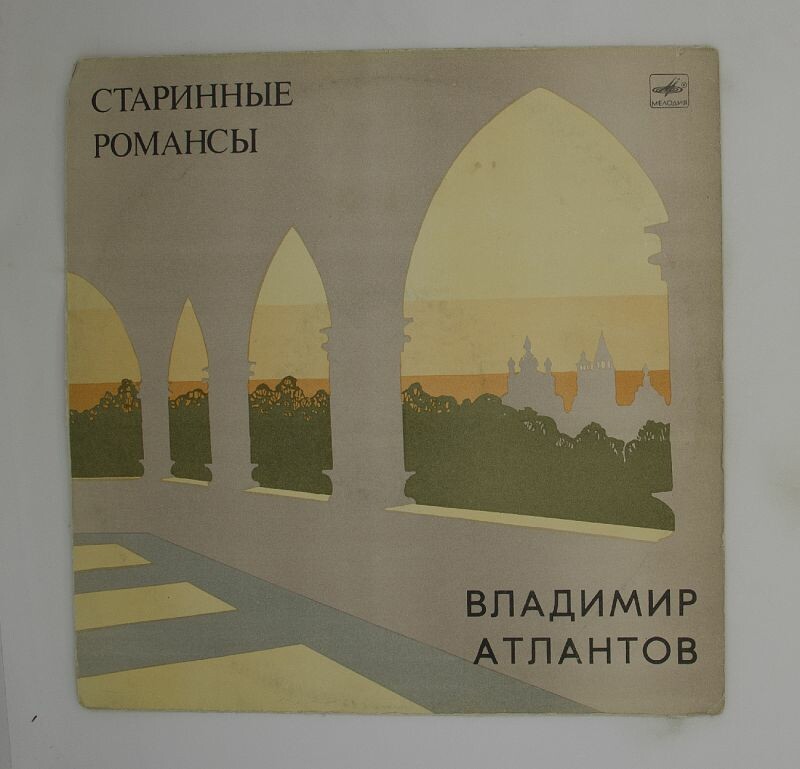 СТАРИННЫЕ
РОМАНСЫ
МЕЛОДИЯ
ВЛАДИМИР
АТЛАНТОВ